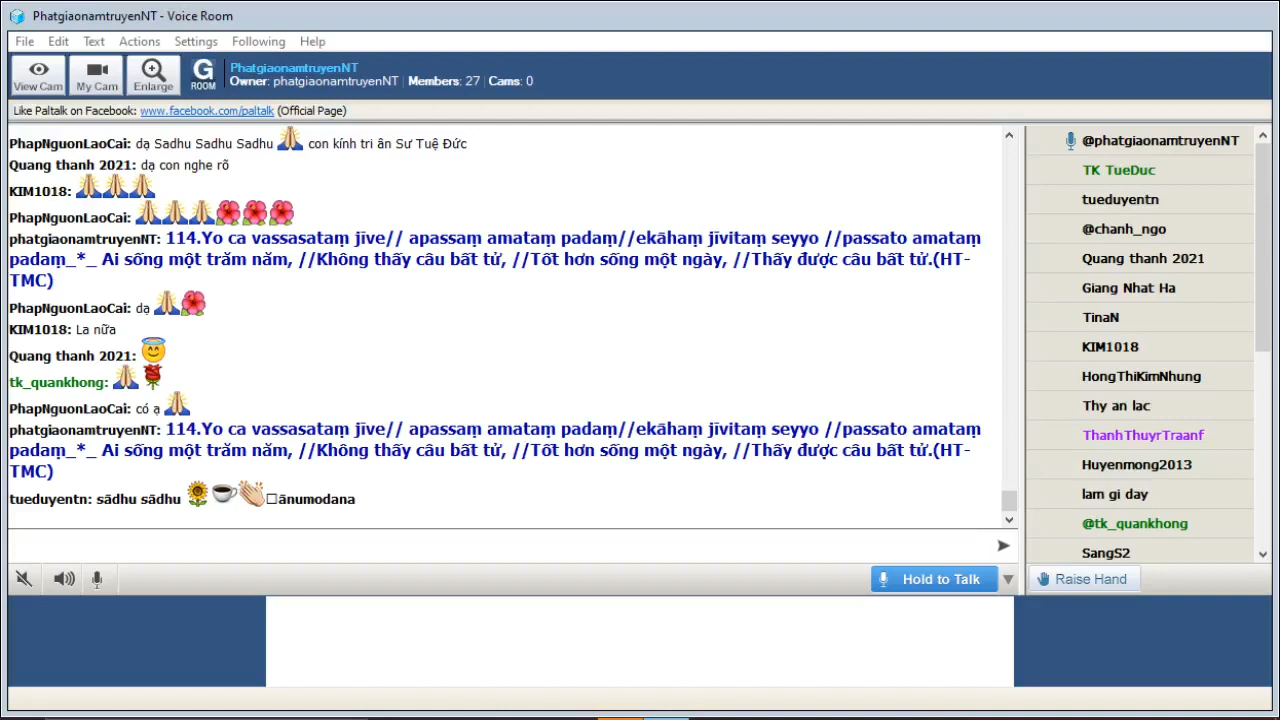 PhatgiaonamtruyenNT - Voice Room
File Edit Text Actions Settings Following Help
View Cam My Cam Enlarge G ROOM
PhatgiaonamtruyenNT
Owner: phatgiaonamtruyenNT | Members: 27 | Cams: 0
Like Paltalk on Facebook: www.facebook.com/paltalk (Official Page)
PhapNguonLaoCai: dạ Sadhu Sadhu Sadhu 🙏 con kính tri ân Sư Tuệ Đức
Quang thanh 2021: dạ con nghe rõ
KIM1018: 🙏🙏🙏
PhapNguonLaoCai: 🙏🙏🙏🌺🌺🌺
phatgiaonamtruyenNT: 114.Yo ca vassasataṃ jīve// apassaṃ amataṃ padaṃ//ekāhaṃ jīvitaṃ seyyo //passato amataṃ
padaṃ_*_ Ai sống một trăm năm, //Không thấy câu bất tử, //Tốt hơn sống một ngày, //Thấy được câu bất tử.(HT-
TMC)
PhapNguonLaoCai: dạ 🙏🌺
KIM1018: La nữa
Quang thanh 2021: 😇
tk_quankhong: 🙏🌹
PhapNguonLaoCai: có ạ 🙏
phatgiaonamtruyenNT: 114.Yo ca vassasataṃ jīve// apassaṃ amataṃ padaṃ//ekāhaṃ jīvitaṃ seyyo //passato amataṃ
padaṃ_*_ Ai sống một trăm năm, //Không thấy câu bất tử, //Tốt hơn sống một ngày, //Thấy được câu bất tử.(HT-
TMC)
tueduyentn: sādhu sādhu 🌻☕👏□ānumodana
Hold to Talk
@phatgiaonamtruyenNT
TK TueDuc
tueduyentn
@chanh_ngo
Quang thanh 2021
Giang Nhat Ha
TinaN
KIM1018
HongThiKimNhung
Thy an lac
ThanhThuyrTraanf
Huyenmong2013
lam gi day
@tk_quankhong
SangS2
Raise Hand